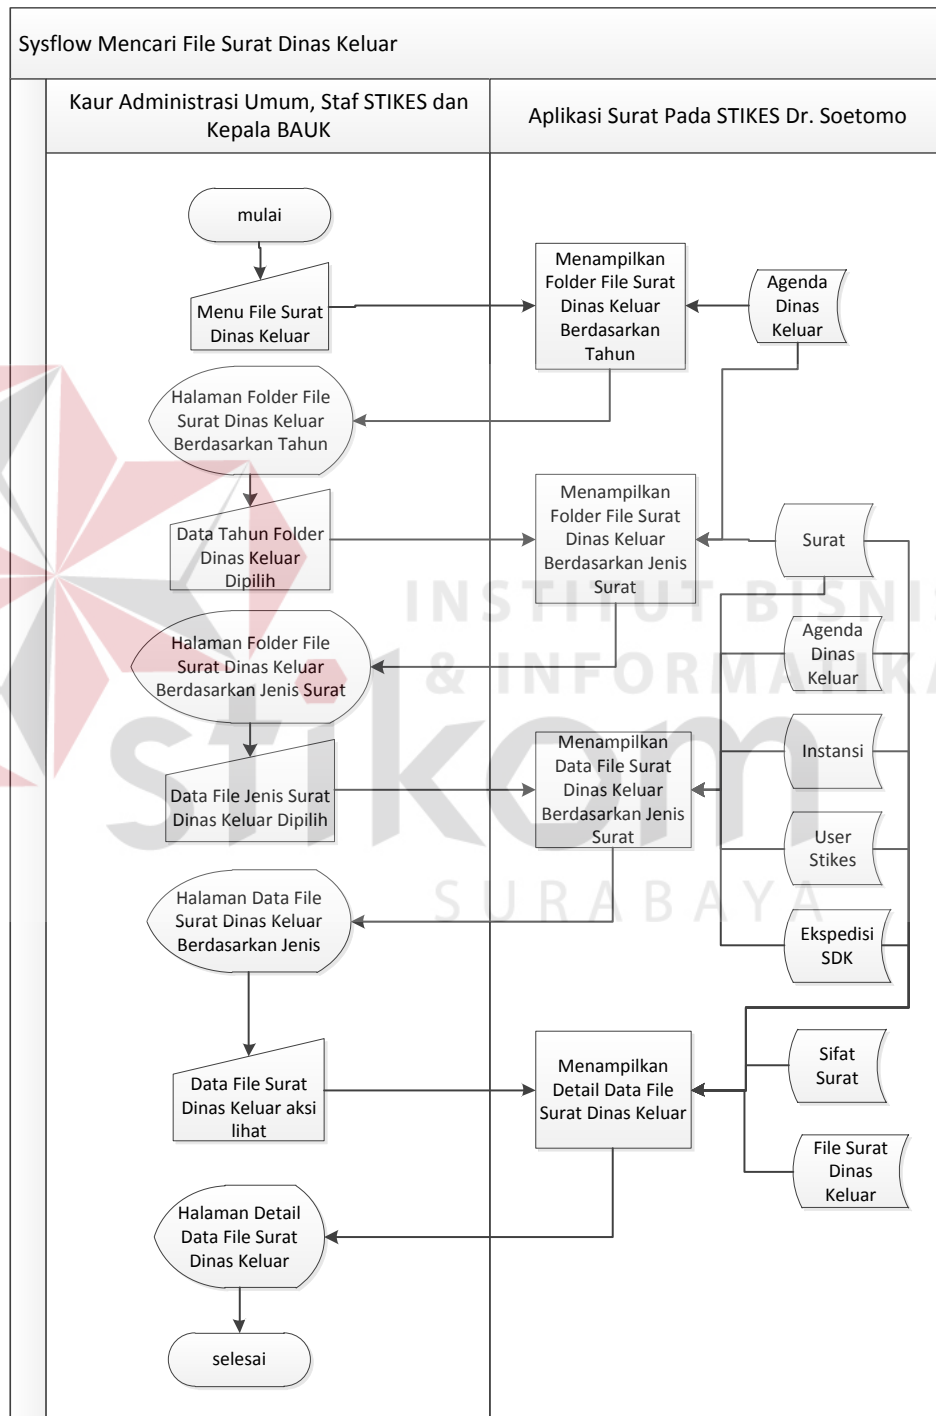 Sysflow Mencari File Surat Dinas Keluar
Kaur Administrasi Umum, Staf STIKES dan
Kepala BAUK
Aplikasi Surat Pada STIKES Dr. Soetomo
mulai
Menu File Surat
Dinas Keluar
Menampilkan
Folder File Surat
Dinas Keluar
Berdasarkan
Tahun
Agenda
Dinas
Keluar
Halaman Folder File
Surat Dinas Keluar
Berdasarkan Tahun
Data Tahun Folder
Dinas Keluar
Dipilih
Menampilkan
Folder File Surat
Dinas Keluar
Berdasarkan Jenis
Surat
Surat
INSTITUT BISNIS
& INFORMATIKA
stikom
SURABAYA
Halaman Folder File
Surat Dinas Keluar
Berdasarkan Jenis Surat
Agenda
Dinas
Keluar
Data File Jenis Surat
Dinas Keluar Dipilih
Menampilkan
Data File Surat
Dinas Keluar
Berdasarkan Jenis
Surat
Instansi
User
Stikes
Halaman Data File
Surat Dinas Keluar
Berdasarkan Jenis
Ekspedisi
SDK
Data File Surat
Dinas Keluar aksi
lihat
Menampilkan
Detail Data File
Surat Dinas Keluar
Sifat
Surat
File Surat
Dinas
Keluar
Halaman Detail
Data File Surat
Dinas Keluar
selesai